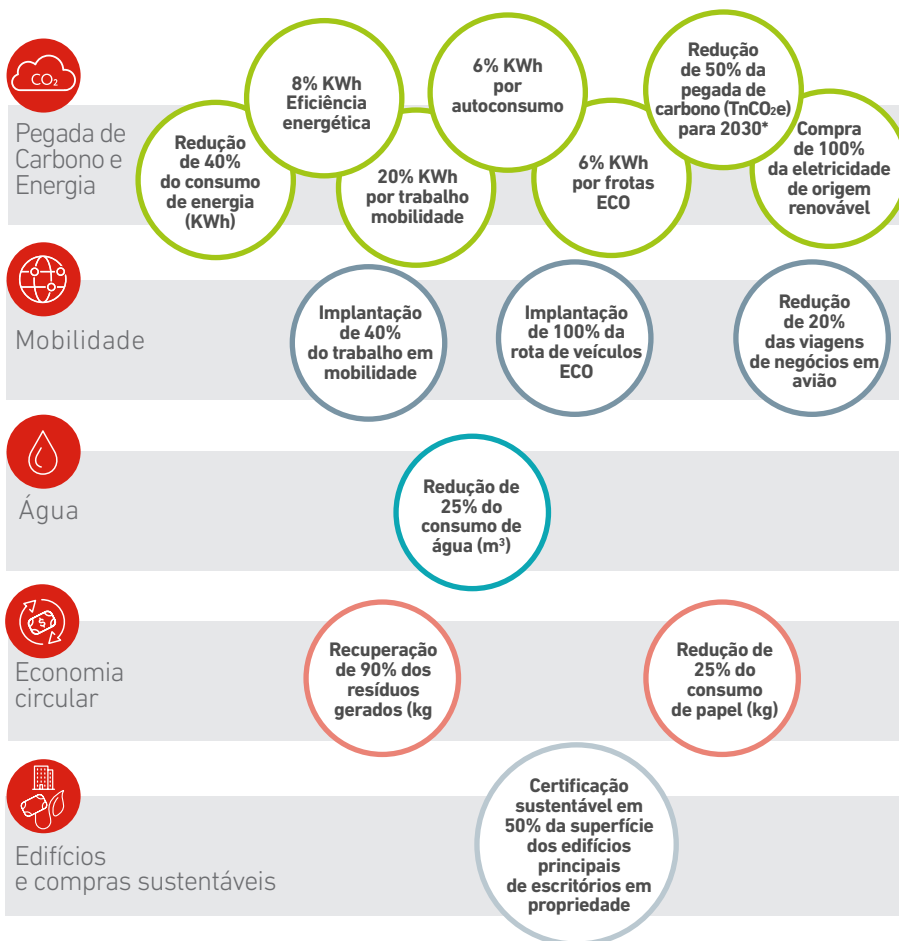 CO₂
Pegada de
Carbono e
Energia
Redução
de 40%
do consumo
de energia
(KWh)
8% KWh
Eficiência
energética
20% KWh
por trabalho
mobilidade
6% KWh
por
autoconsumo
6% KWh
por frotas
ECO
Redução
de 50% da
pegada de
carbono (TnCO₂e)
para 2030*
Compra
de 100%
da eletricidade
de origem
renovável
Mobilidade
Implantação
de 40%
do trabalho em
mobilidade
Implantação
de 100% da
rota de veículos
ECO
Redução
de 20%
das viagens
de negócios em
avião
Água
Redução de
25% do
consumo de
água (m³)
$
Economia
circular
Recuperação
de 90% dos
resíduos
gerados (kg
Redução de
25% do
consumo
de papel (kg)
Edifícios
e compras sustentáveis
Certificação
sustentável em
50% da superfície
dos edifícios
principais
de escritórios em
propriedade